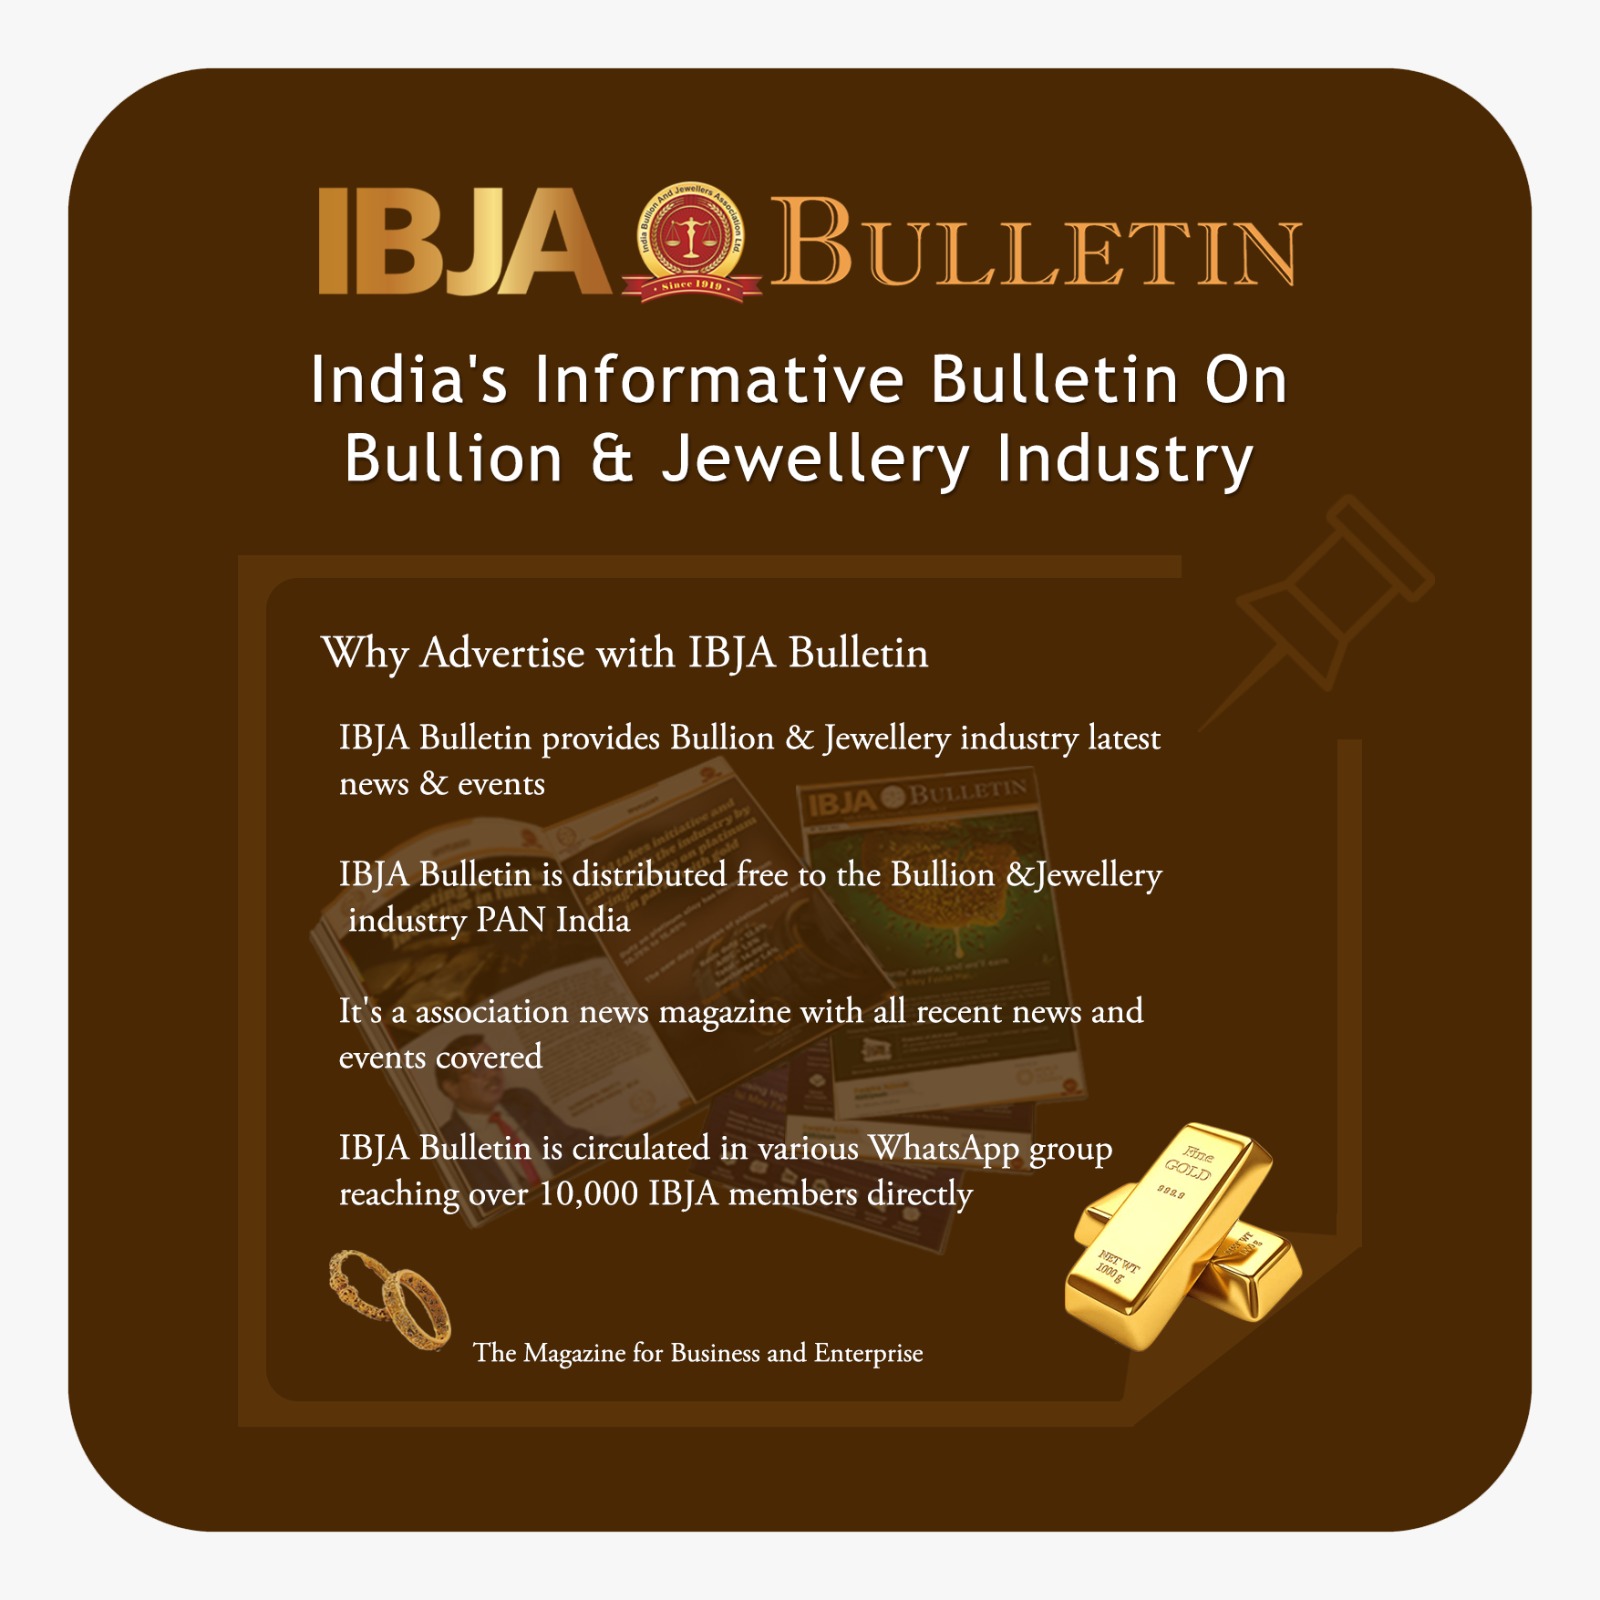 IBJA BULLETIN
India Bullion And Jewellers Association Ltd.
Since 1919
India's Informative Bulletin On
Bullion & Jewellery Industry
Why Advertise with IBJA Bulletin
IBJA Bulletin provides Bullion & Jewellery industry latest
news & events
IBJA BULLETIN
IBJA Bulletin is distributed free to the Bullion &Jewellery
industry PAN India
It's a association news magazine with all recent news and
events covered
IBJA Bulletin is circulated in various WhatsApp group
reaching over 10,000 IBJA members directly
Fine
GOLD
999.9
NET WT
1000 g
The Magazine for Business and Enterprise